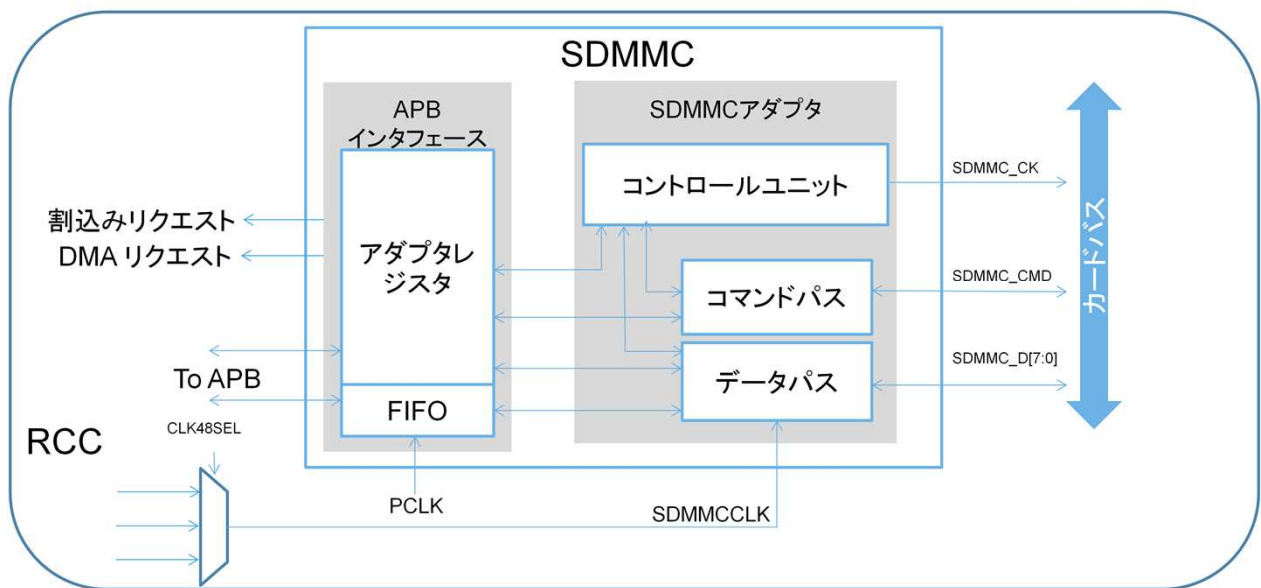 SDMMC
APB
インタフェース
SDMMCアダプタ
コントロールユニット
SDMMC_CK
割込みリクエスト
DMA リクエスト
アダプタレ
ジスタ
コマンドパス
SDMMC_CMD
カードバス
To APB
データパス
SDMMC_D[7:0]
FIFO
CLK48SEL
RCC
PCLK
SDMMCCLK